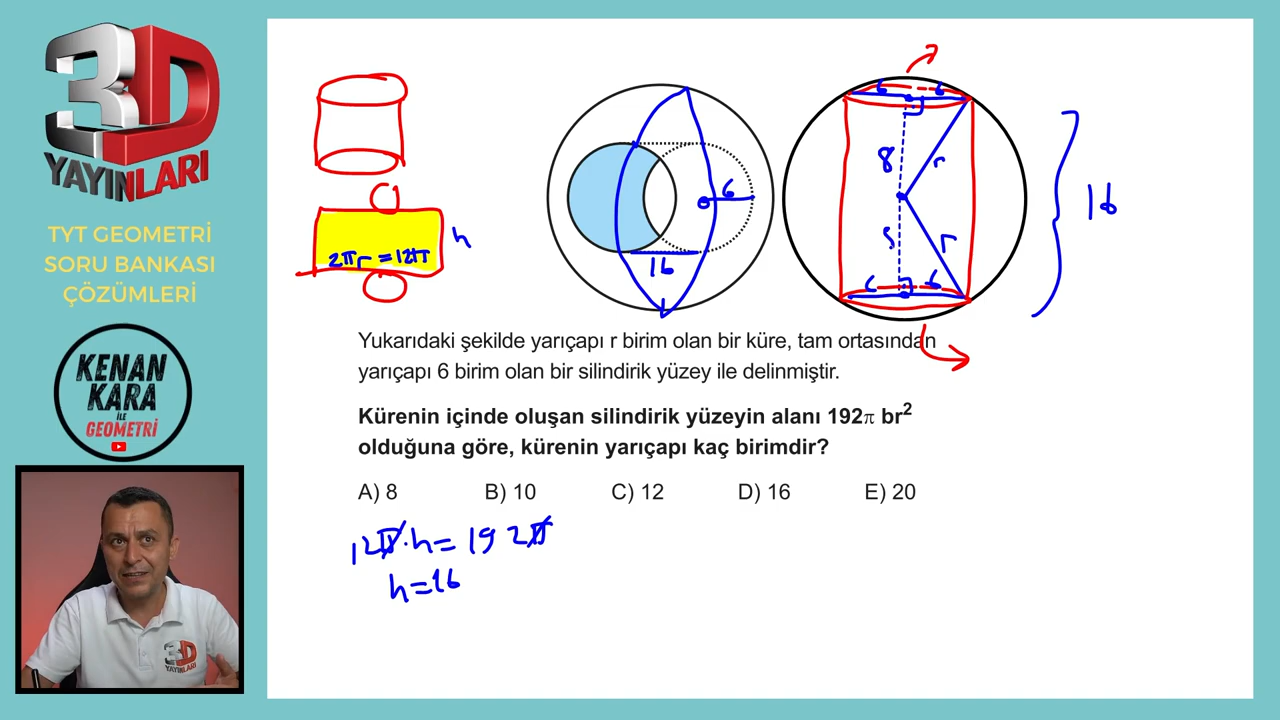 3D
YAYINLARI
TYT GEOMETRİ
SORU BANKASI
ÇÖZÜMLERİ
KENAN
KARA
İLE
GEOMETRİ
3D
YAYINLARI
2πr = 12π
h
6
16
6
6
8
r
r
6
6
16
Yukarıdaki şekilde yarıçapı r birim olan bir küre, tam ortasından
yarıçapı 6 birim olan bir silindirik yüzey ile delinmiştir.
Kürenin içinde oluşan silindirik yüzeyin alanı 192π br²
olduğuna göre, kürenin yarıçapı kaç birimdir?
A) 8 B) 10 C) 12 D) 16 E) 20
12π·h = 192π
h=16